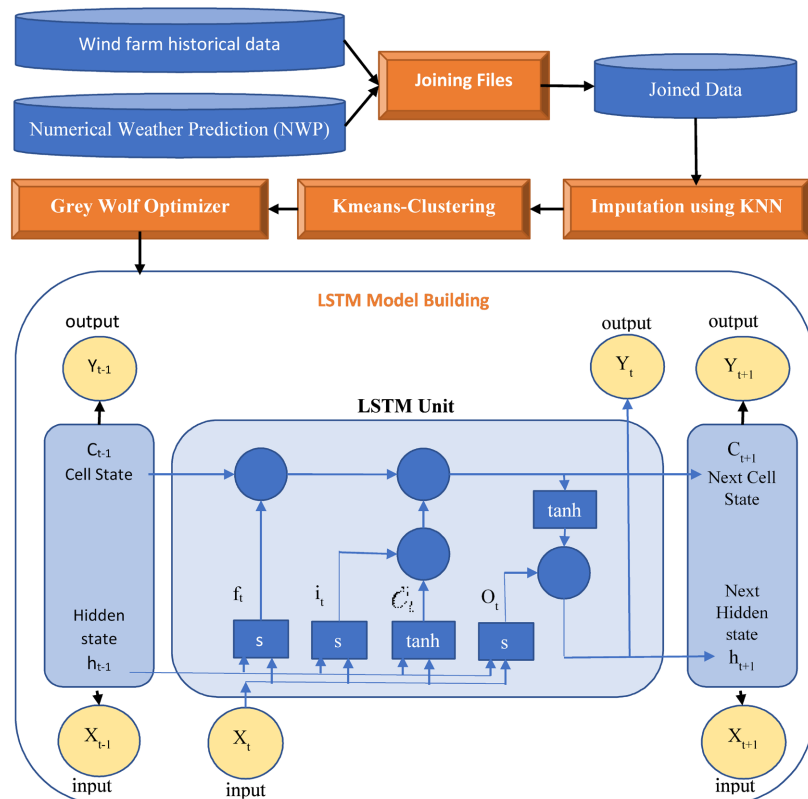 Wind farm historical data
Joining Files
Joined Data
Numerical Weather Prediction (NWP)
Grey Wolf Optimizer
Kmeans-Clustering
Imputation using KNN
LSTM Model Building
output
output
output
Yt-1
Yt
Yt+1
LSTM Unit
Ct-1
Cell State
Ct+1
Next Cell
State
tanh
ft
it
Ot
Hidden
state
ht-1
s
s
tanh
s
Next
Hidden
state
ht+1
Xt-1
Xt
Xt+1
input
input
input